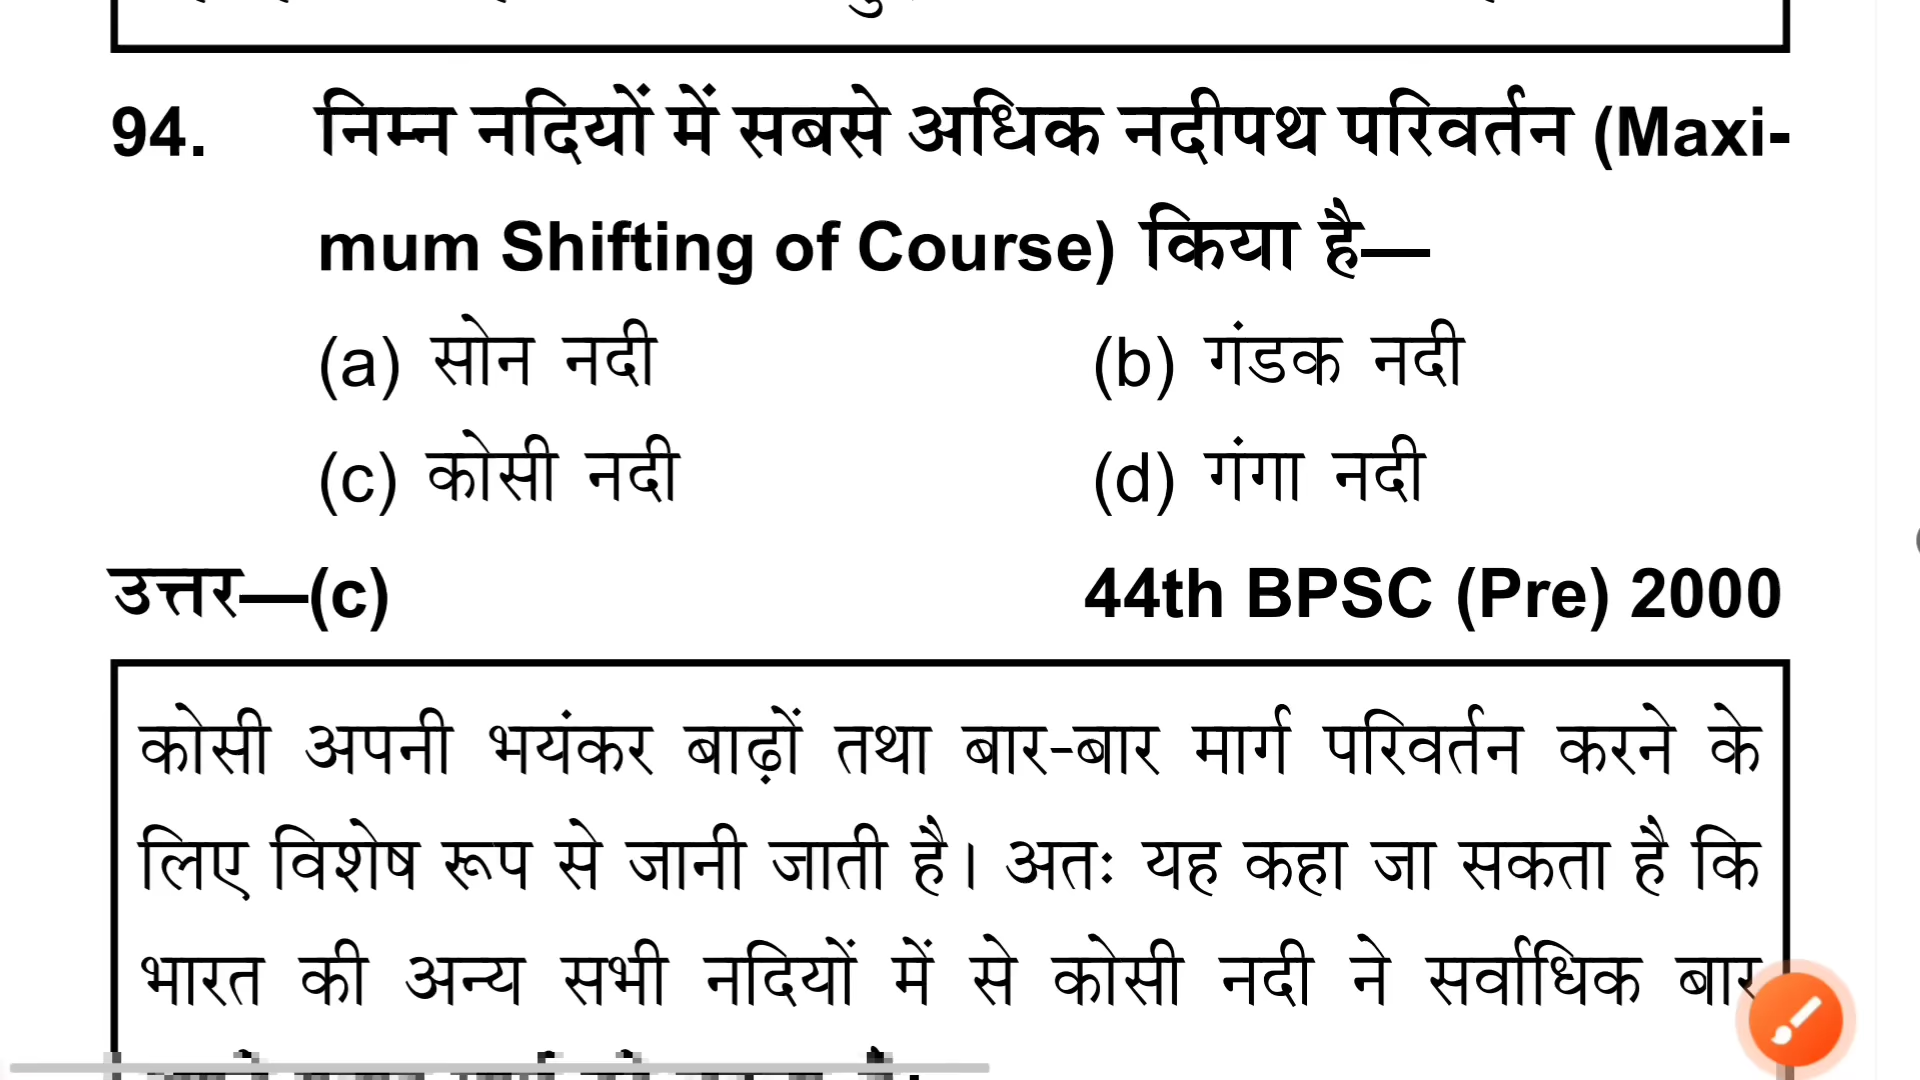 94. निम्न नदियों में सबसे अधिक नदीपथ परिवर्तन (Maxi-
mum Shifting of Course) किया है—
(a) सोन नदी (b) गंडक नदी
(c) कोसी नदी (d) गंगा नदी
उत्तर—(c) 44th BPSC (Pre) 2000
कोसी अपनी भयंकर बाढ़ों तथा बार-बार मार्ग परिवर्तन करने के
लिए विशेष रूप से जानी जाती है। अतः यह कहा जा सकता है कि
भारत की अन्य सभी नदियों में से कोसी नदी ने सर्वाधिक बार